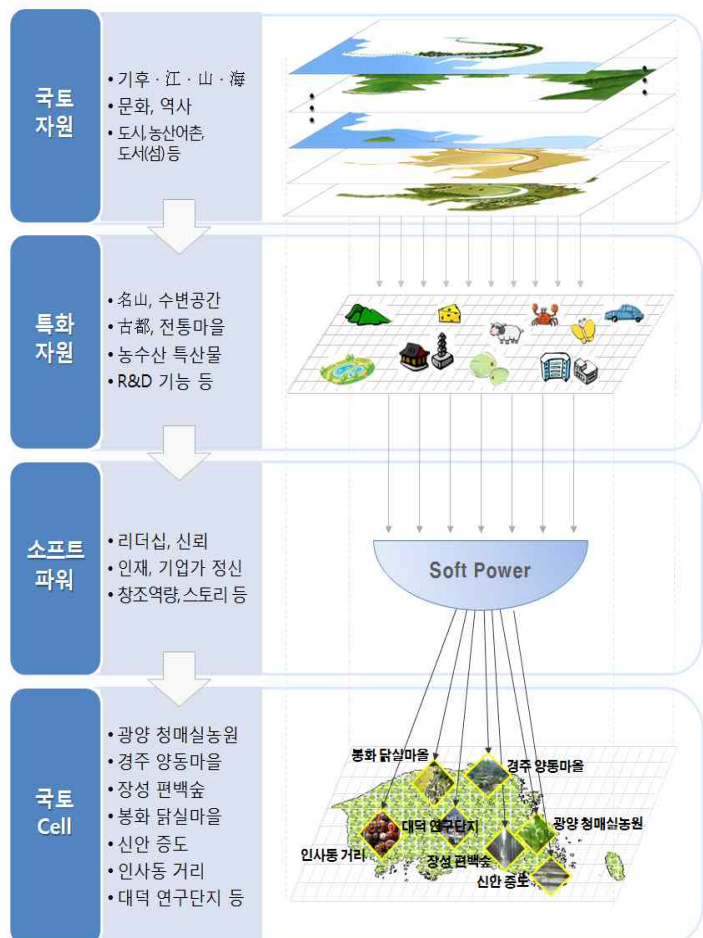 국토
자원
• 기후 · 江 · 山 · 海
• 문화, 역사
• 도시,농산어촌,
도서(섬) 등
특화
자원
• 名山, 수변공간
• 古都, 전통마을
• 농수산 특산물
• R&D 기능 등
소프트
파워
• 리더십, 신뢰
• 인재, 기업가 정신
• 창조역량,스토리 등
Soft Power
국토
Cell
• 광양 청매실농원
• 경주 양동마을
• 장성 편백숲
• 봉화 닭실마을
• 신안 증도
• 인사동 거리
• 대덕 연구단지 등
봉화 닭실마을
경주 양동마을
대덕 연구단지
광양 청매실농원
인사동 거리
장성 편백숲
신안 증도